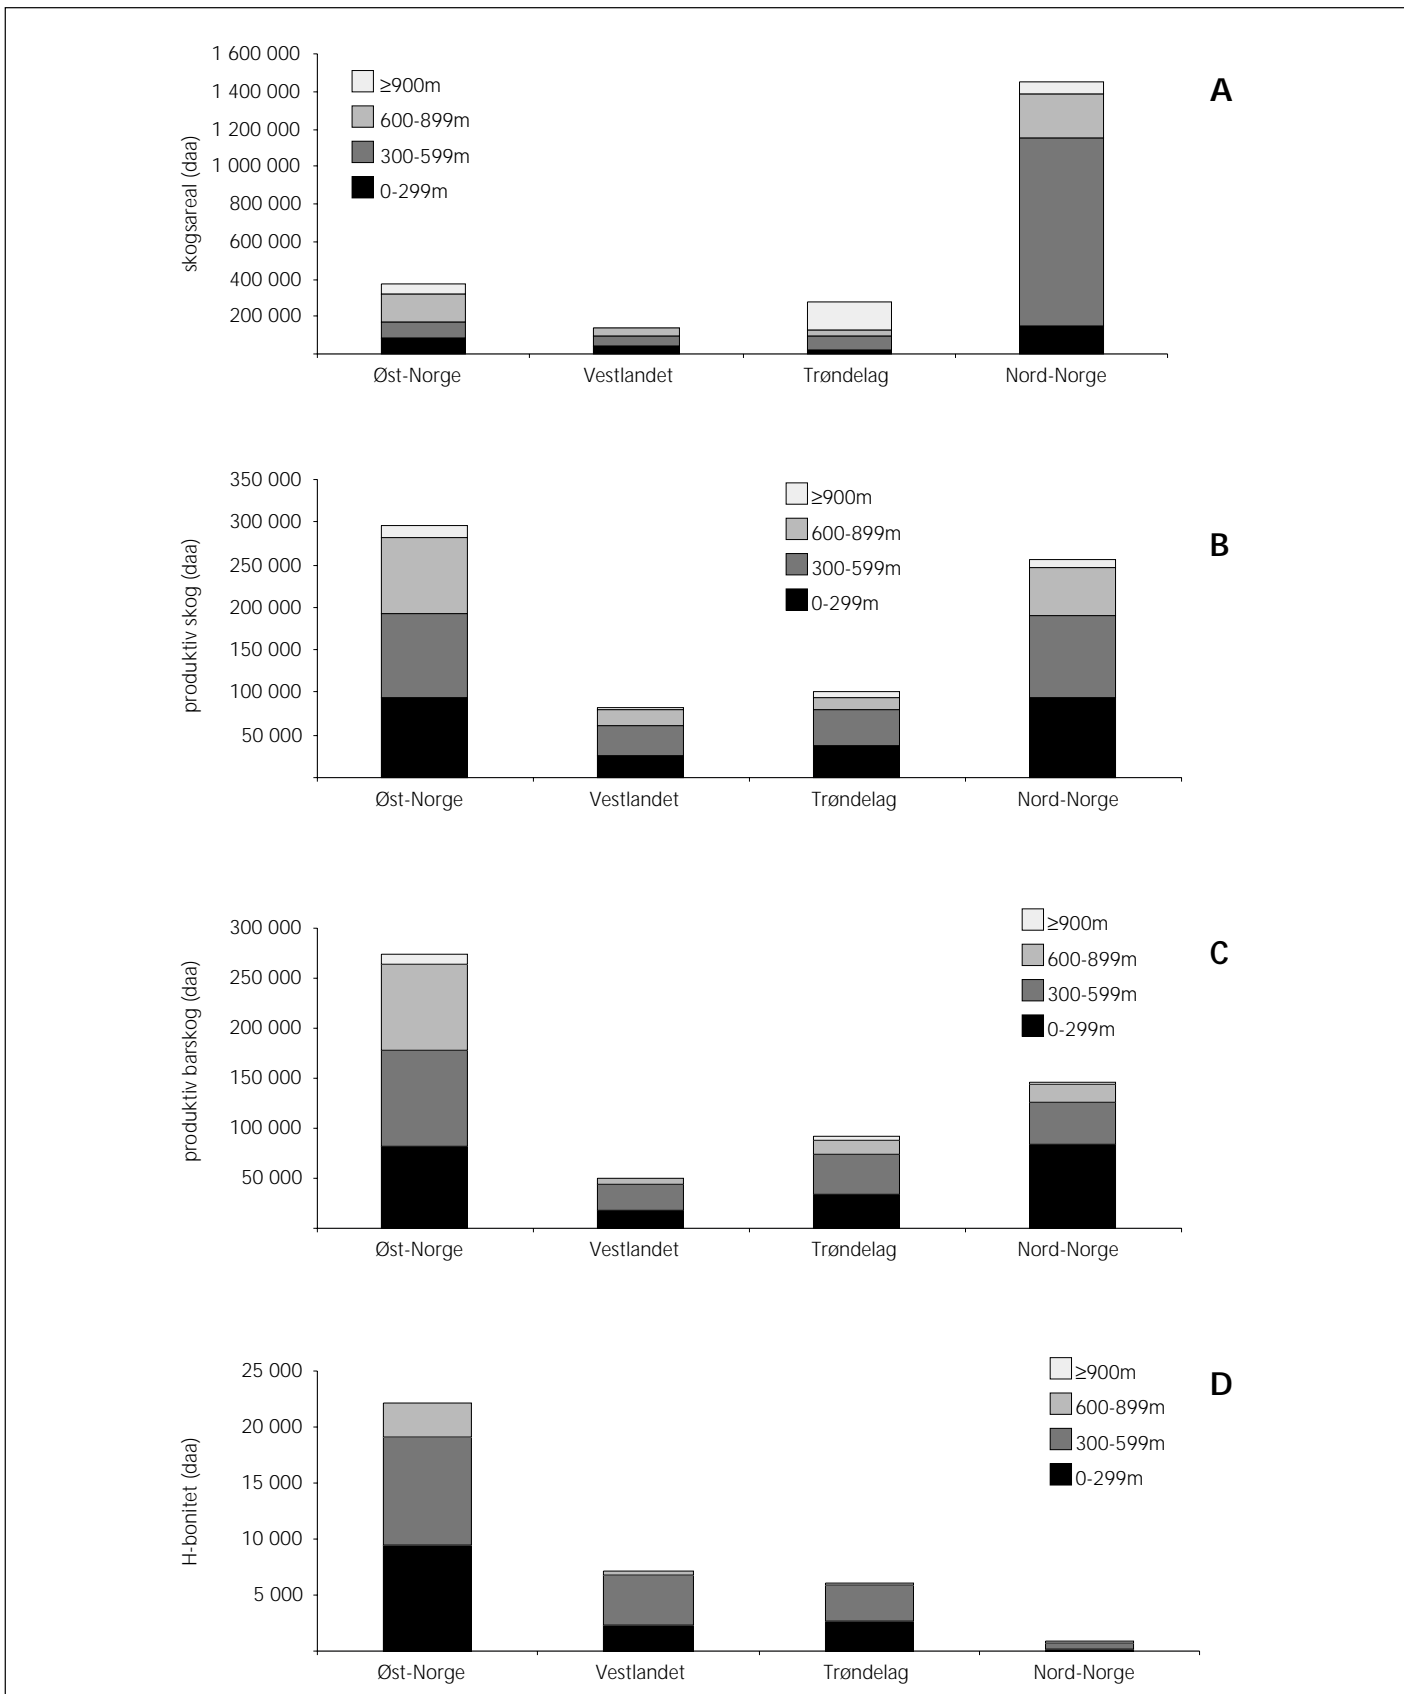 A
skogsareal (daa)
1 600 000
1 400 000
1 200 000
1 000 000
800 000
600 000
400 000
200 000
≥900m
600-899m
300-599m
0-299m
Øst-Norge Vestlandet Trøndelag Nord-Norge
B
produktiv skog (daa)
350 000
300 000
250 000
200 000
150 000
100 000
50 000
≥900m
600-899m
300-599m
0-299m
Øst-Norge Vestlandet Trøndelag Nord-Norge
C
produktiv barskog (daa)
300 000
250 000
200 000
150 000
100 000
50 000
≥900m
600-899m
300-599m
0-299m
Øst-Norge Vestlandet Trøndelag Nord-Norge
D
H-bonitet (daa)
25 000
20 000
15 000
10 000
5 000
≥900m
600-899m
300-599m
0-299m
Øst-Norge Vestlandet Trøndelag Nord-Norge